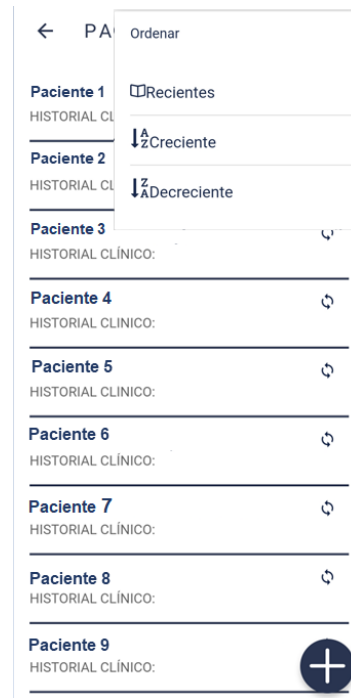 ← PA
Ordenar
Recientes
Creciente
Decreciente
Paciente 1
HISTORIAL CL
Paciente 2
HISTORIAL CL
Paciente 3
HISTORIAL CLÍNICO:
Paciente 4
HISTORIAL CLINICO:
Paciente 5
HISTORIAL CLINICO:
Paciente 6
HISTORIAL CLÍNICO:
Paciente 7
HISTORIAL CLÍNICO:
Paciente 8
HISTORIAL CLÍNICO:
Paciente 9
HISTORIAL CLÍNICO: